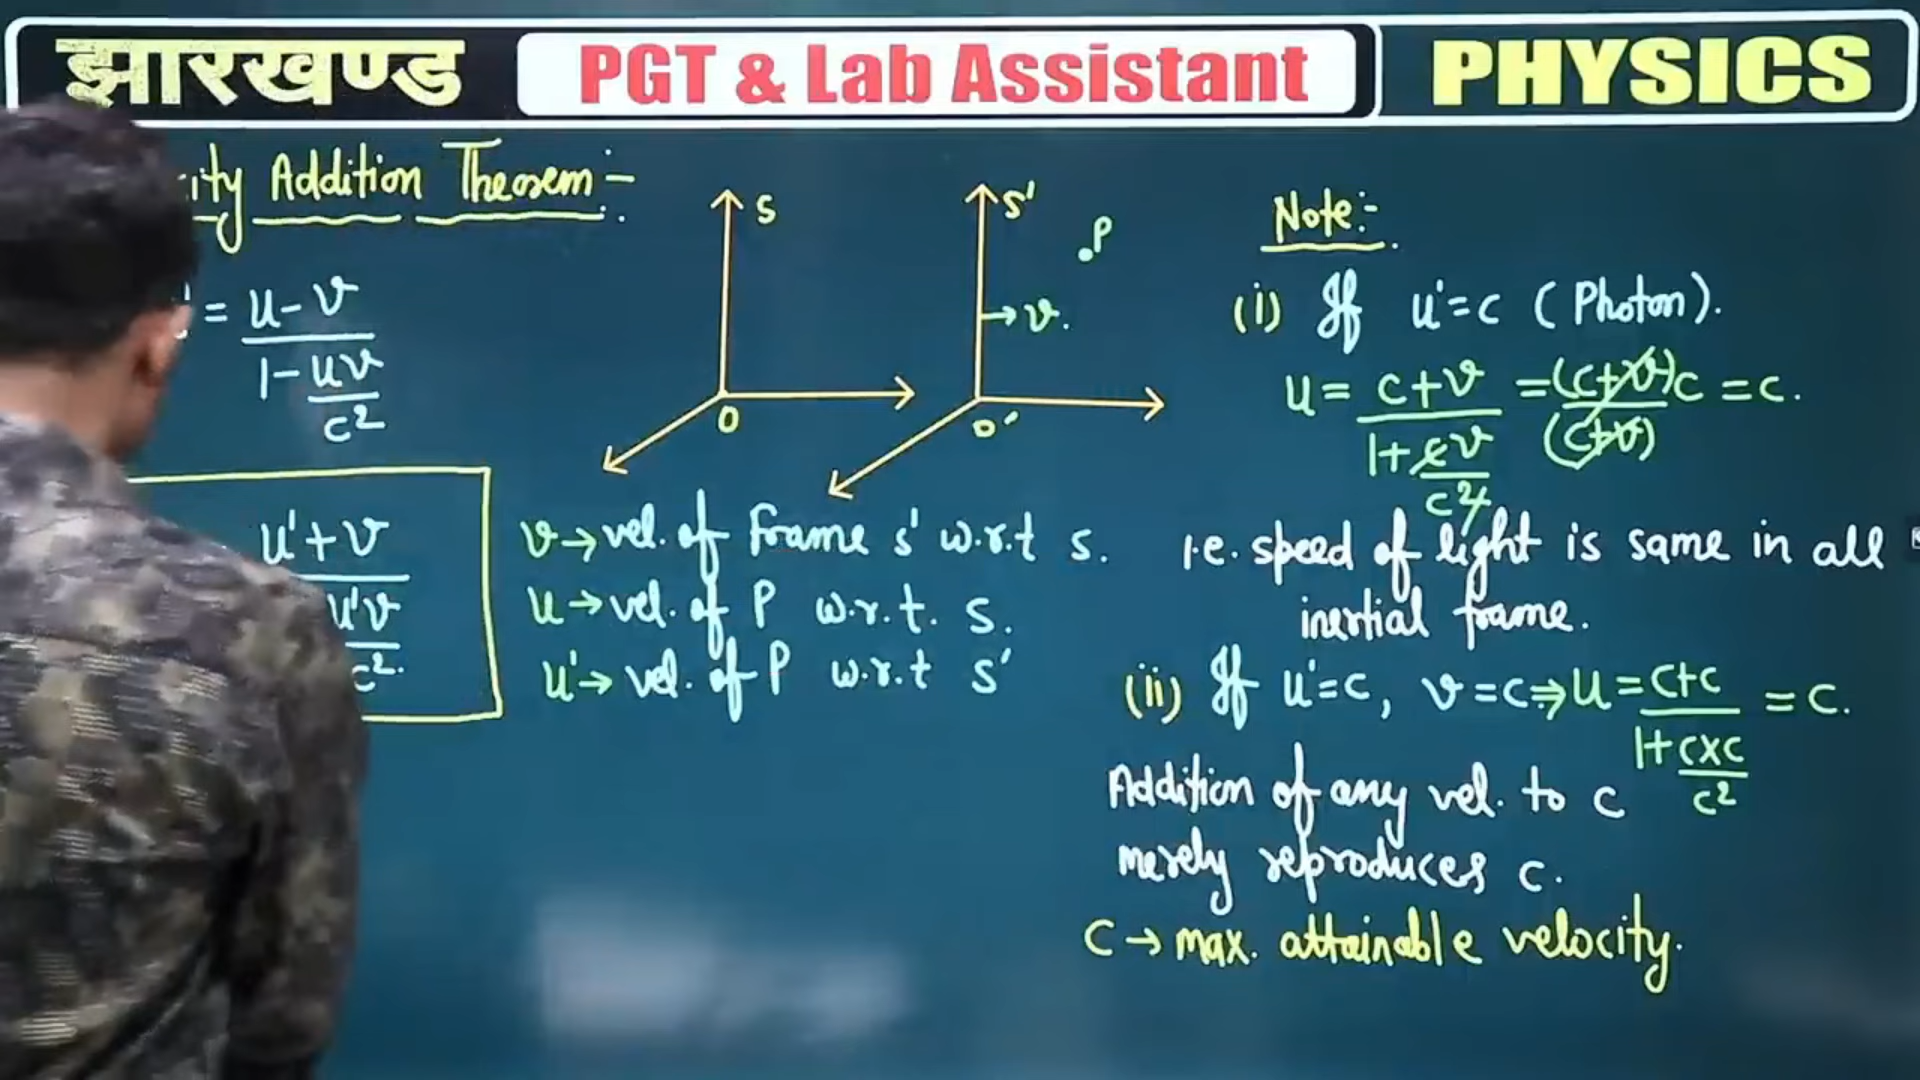 झारखण्ड PGT & Lab Assistant PHYSICS
Addition Theorem :-
= u - v
1 - uv
c²
u' + v
u'v
c².
S
O
S'
P
→ v.
O'
v → vel. of Frame s' w.r.t s.
u → vel. of P w.r.t. s.
u' → vel. of P w.r.t s'
Note:-
(i) If u' = c (Photon).
u = c + v = (c + v)c = c.
1 + cv (c + v)
c²
i.e. speed of light is same in all
inertial frame.
(ii) If u' = c, v = c ⇒ u = c + c = c.
1 + c×c
c²
Addition of any vel. to c
merely reproduces c.
C → max. attainable velocity.